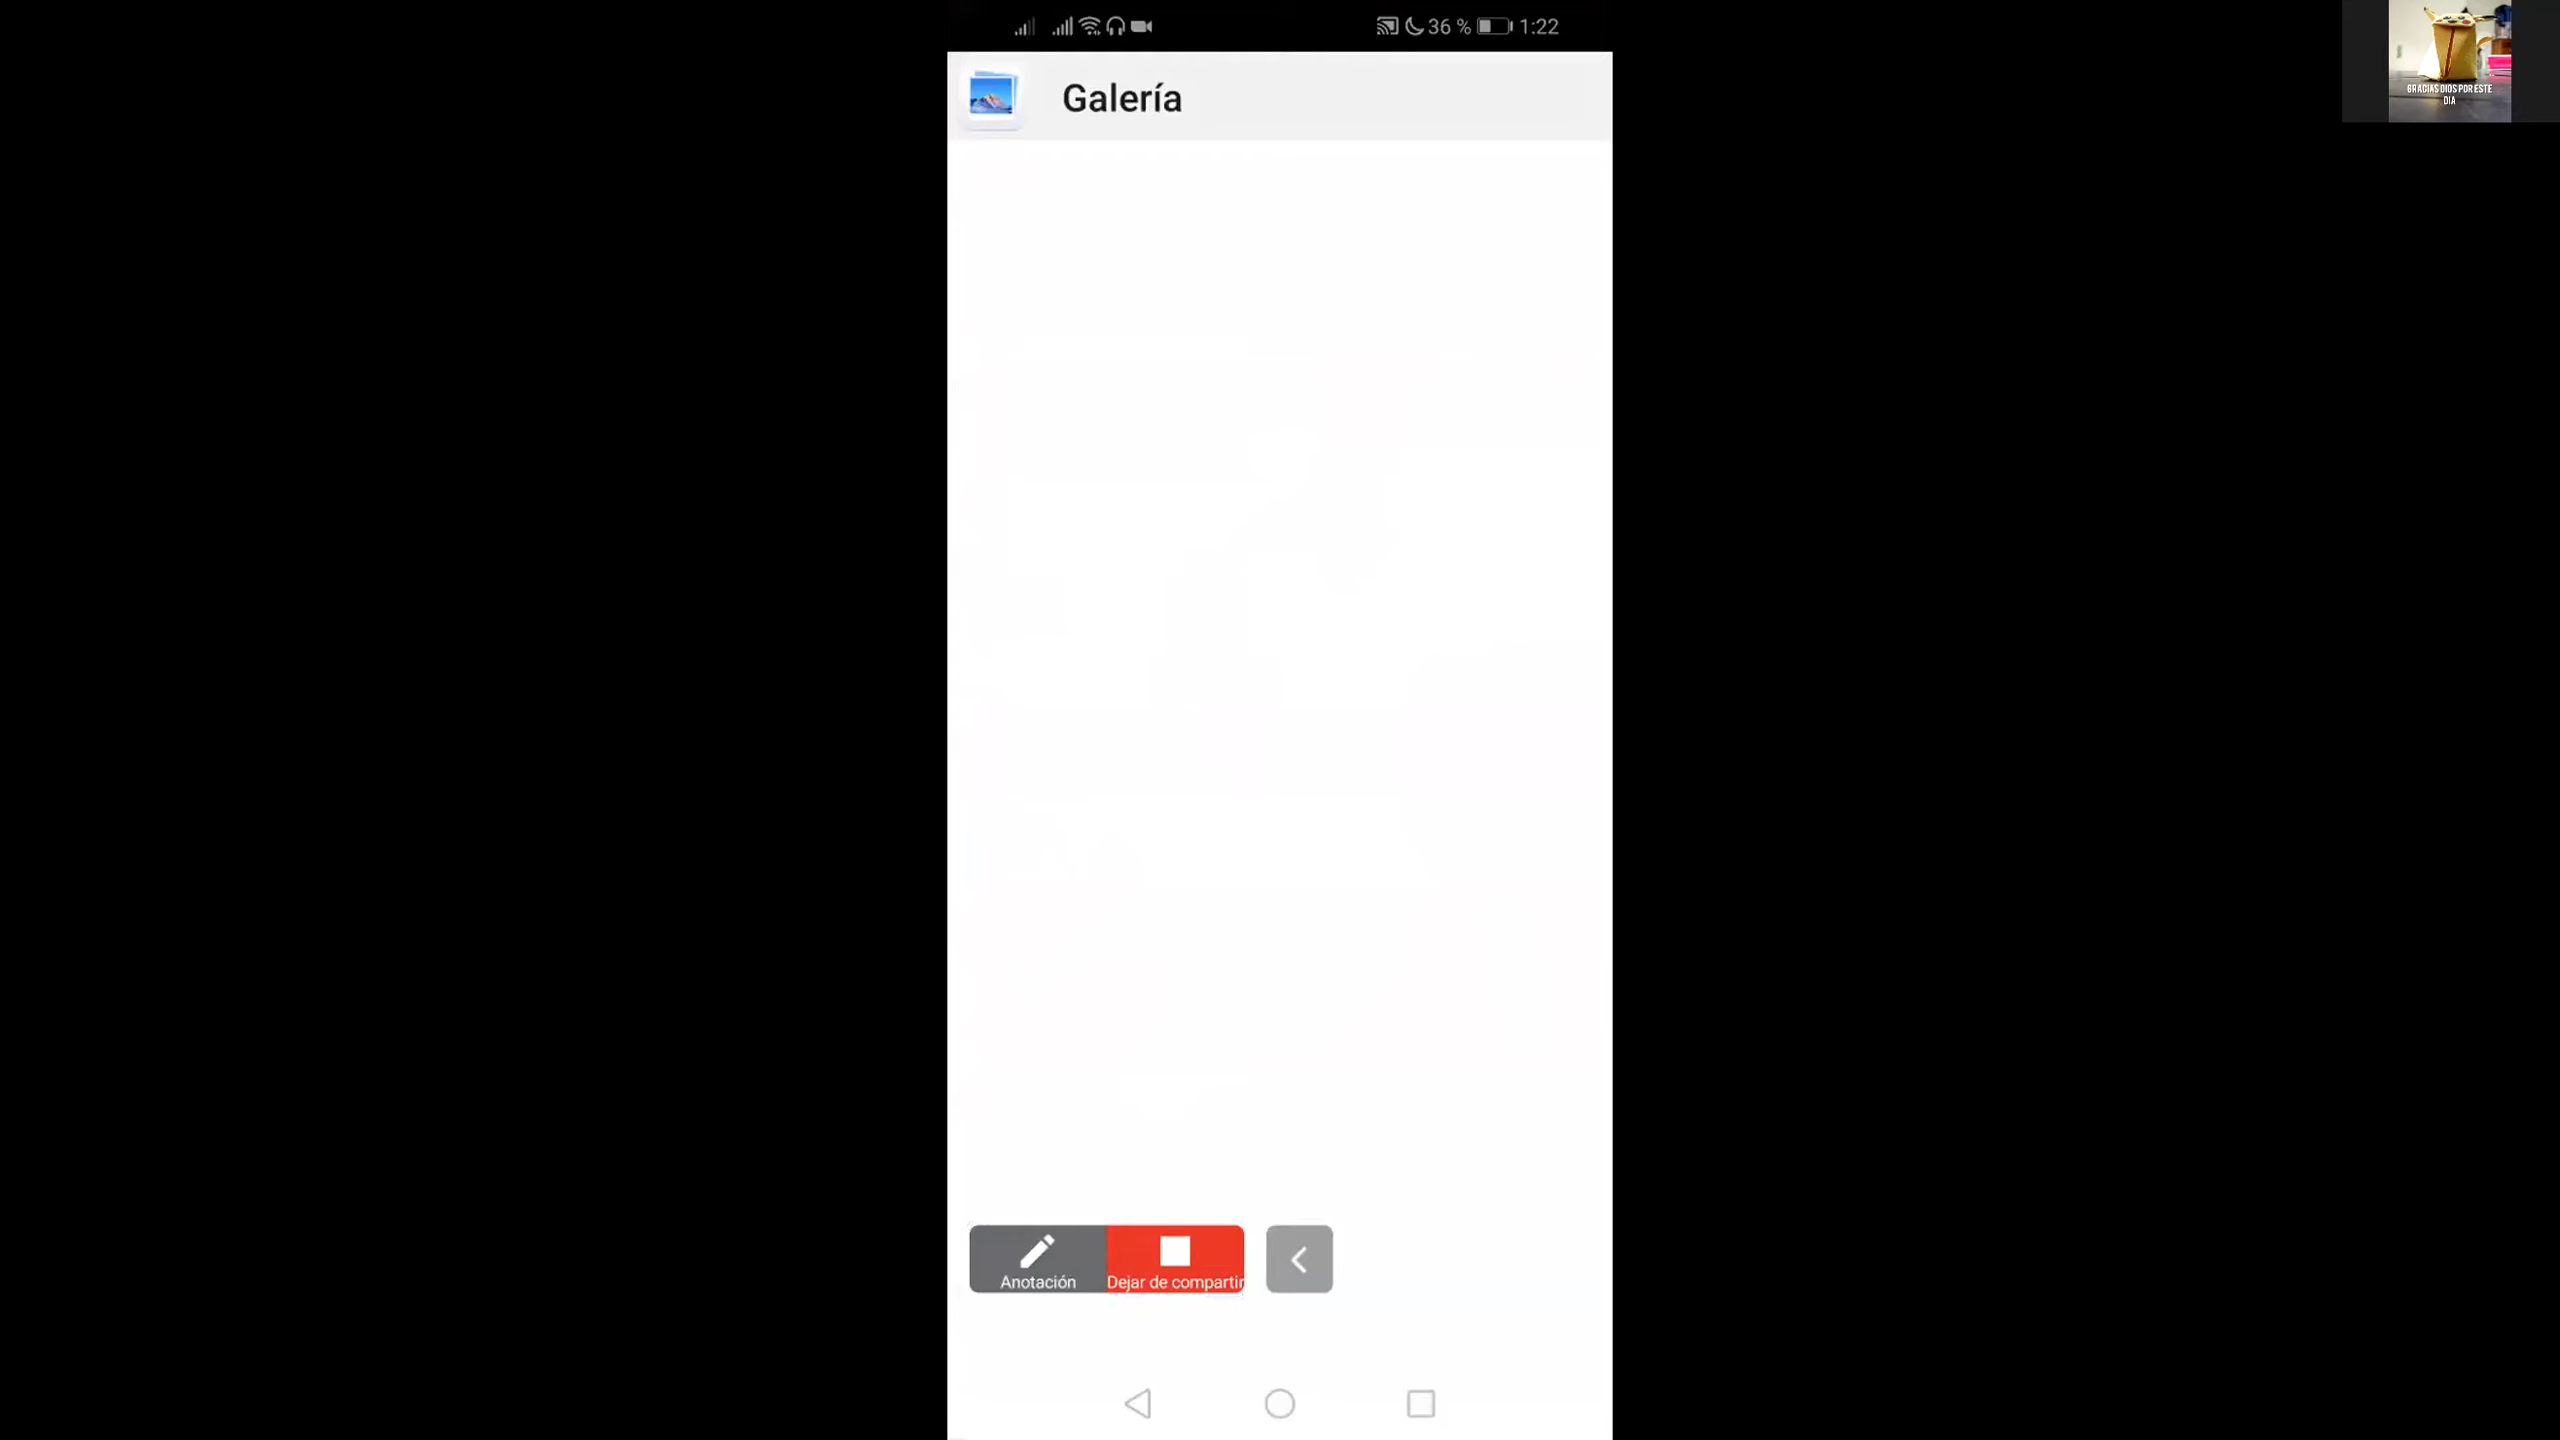 36 % 1:22
GRACIAS DIOS POR ESTE
DIA
Galería
Anotación
Dejar de compartir